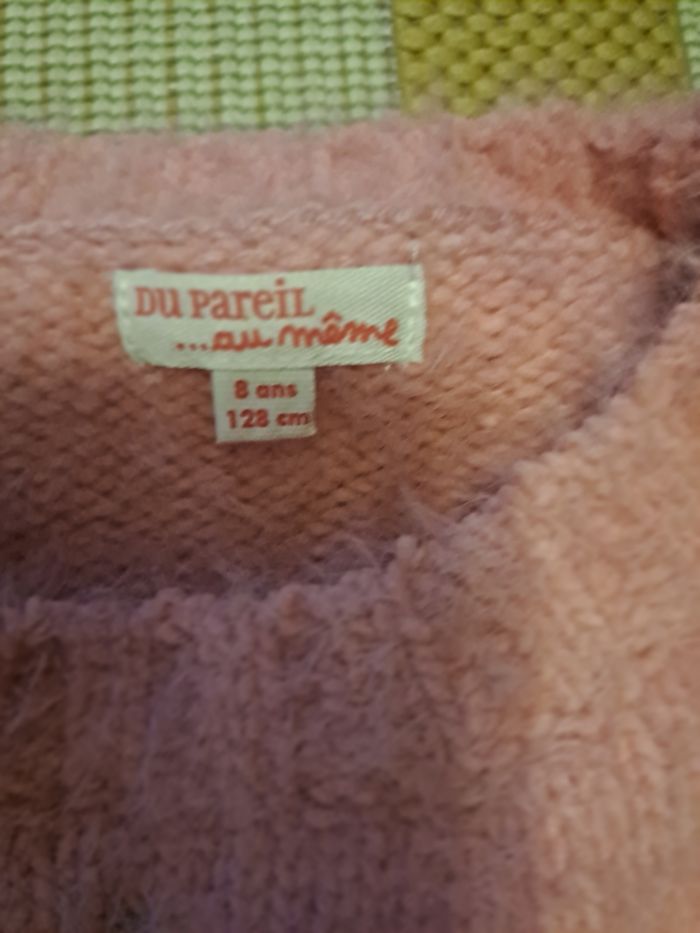 DU PAREIL
...au même
8 ans
128 cm